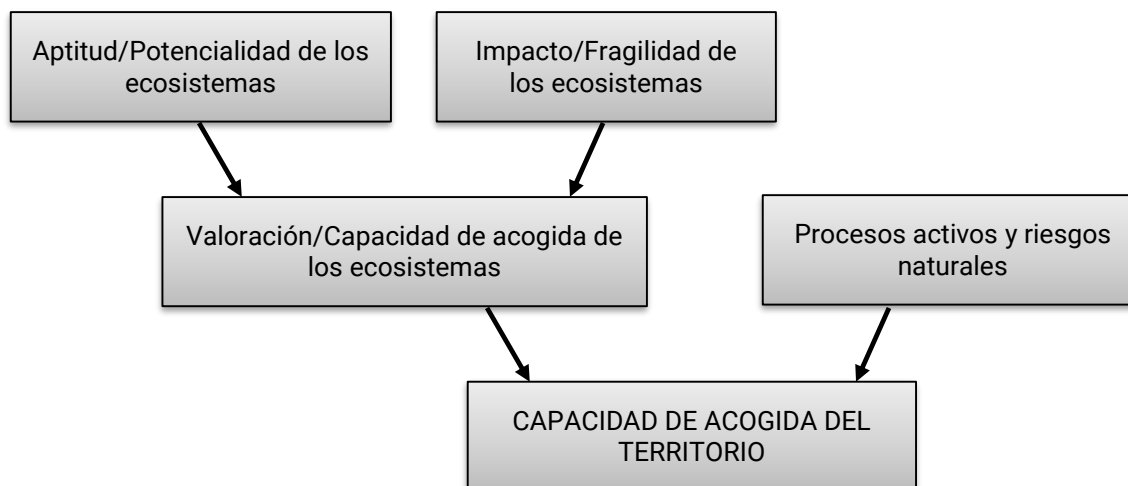 Aptitud/Potencialidad de los
ecosistemas
Impacto/Fragilidad de
los ecosistemas
Valoración/Capacidad de acogida de
los ecosistemas
Procesos activos y riesgos
naturales
CAPACIDAD DE ACOGIDA DEL
TERRITORIO